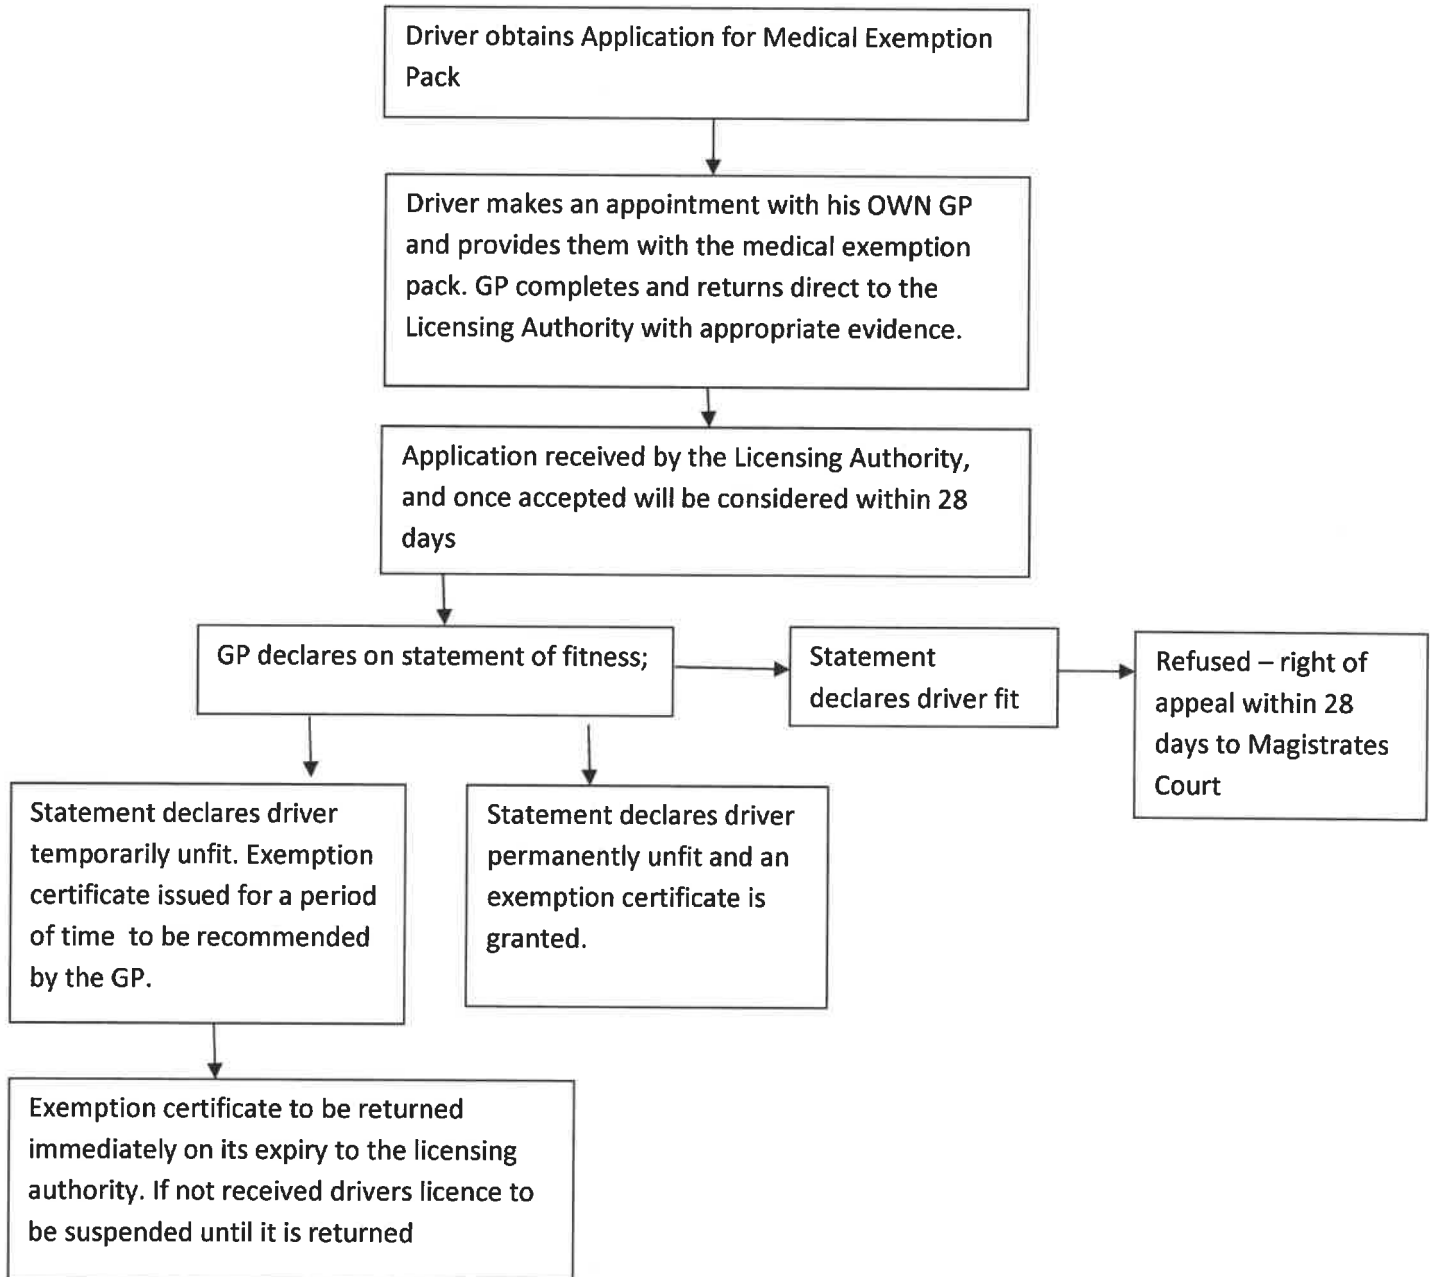 Driver obtains Application for Medical Exemption
Pack
Driver makes an appointment with his OWN GP
and provides them with the medical exemption
pack. GP completes and returns direct to the
Licensing Authority with appropriate evidence.
Application received by the Licensing Authority,
and once accepted will be considered within 28
days
GP declares on statement of fitness;
Statement
declares driver fit
Refused – right of
appeal within 28
days to Magistrates
Court
Statement declares driver
temporarily unfit. Exemption
certificate issued for a period
of time  to be recommended
by the GP.
Statement declares driver
permanently unfit and an
exemption certificate is
granted.
Exemption certificate to be returned
immediately on its expiry to the licensing
authority. If not received drivers licence to
be suspended until it is returned